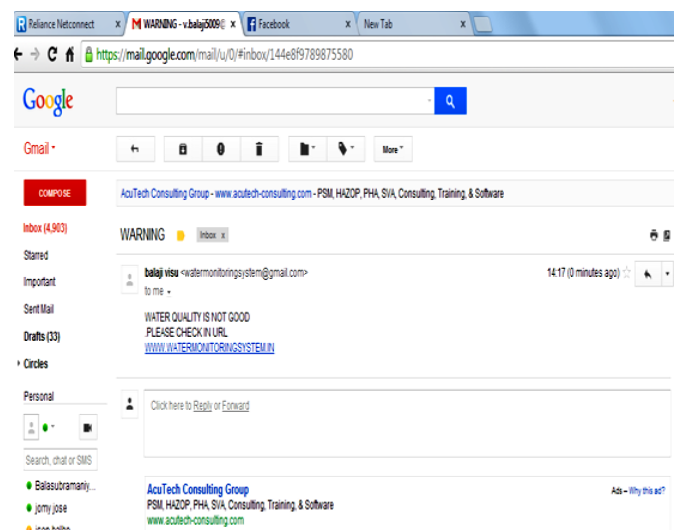 Reliance Netconnect x
WARNING - v.balaji5009@ x
Facebook x
New Tab x
https://mail.google.com/mail/u/0/#inbox/144e8f9789875580
Google
Gmail
More
COMPOSE
AcuTech Consulting Group - www.acutech-consulting.com - PSM, HAZOP, PHA, SVA, Consulting, Training, & Software
Inbox (4,903)
WARNING Inbox x
Starred
Important
Sent Mail
Drafts (33)
Circles
balaji visu <watermonitoringsystem@gmail.com> 14:17 (0 minutes ago)
to me
WATER QUALITY IS NOT GOOD
.PLEASE CHECK IN URL
WWW.WATERMONITORINGSYSTEM.IN
Personal
Click here to Reply or Forward
Search, chat or SMS
Balasubramaniy...
jomy jose
AcuTech Consulting Group Ads – Why this ad?
PSM, HAZOP, PHA, SVA, Consulting, Training, & Software
www.acutech-consulting.com